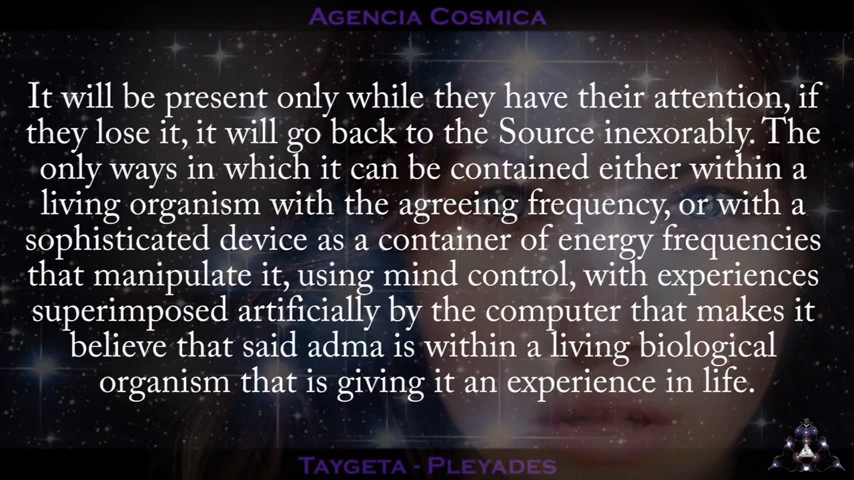 AGENCIA COSMICA
It will be present only while they have their attention, if
they lose it, it will go back to the Source inexorably. The
only ways in which it can be contained either within a
living organism with the agreeing frequency, or with a
sophisticated device as a container of energy frequencies
that manipulate it, using mind control, with experiences
superimposed artificially by the computer that makes it
believe that said adma is within a living biological
organism that is giving it an experience in life.
TAYGETA - PLEYADES